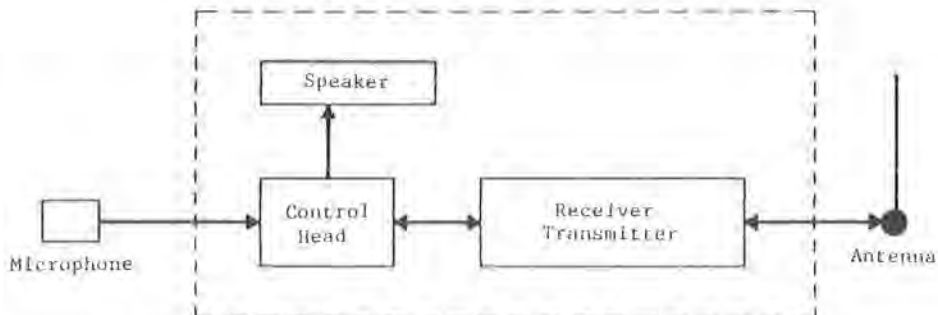 Speaker
Control
Head
Receiver
Transmitter
Microphone
Antenna